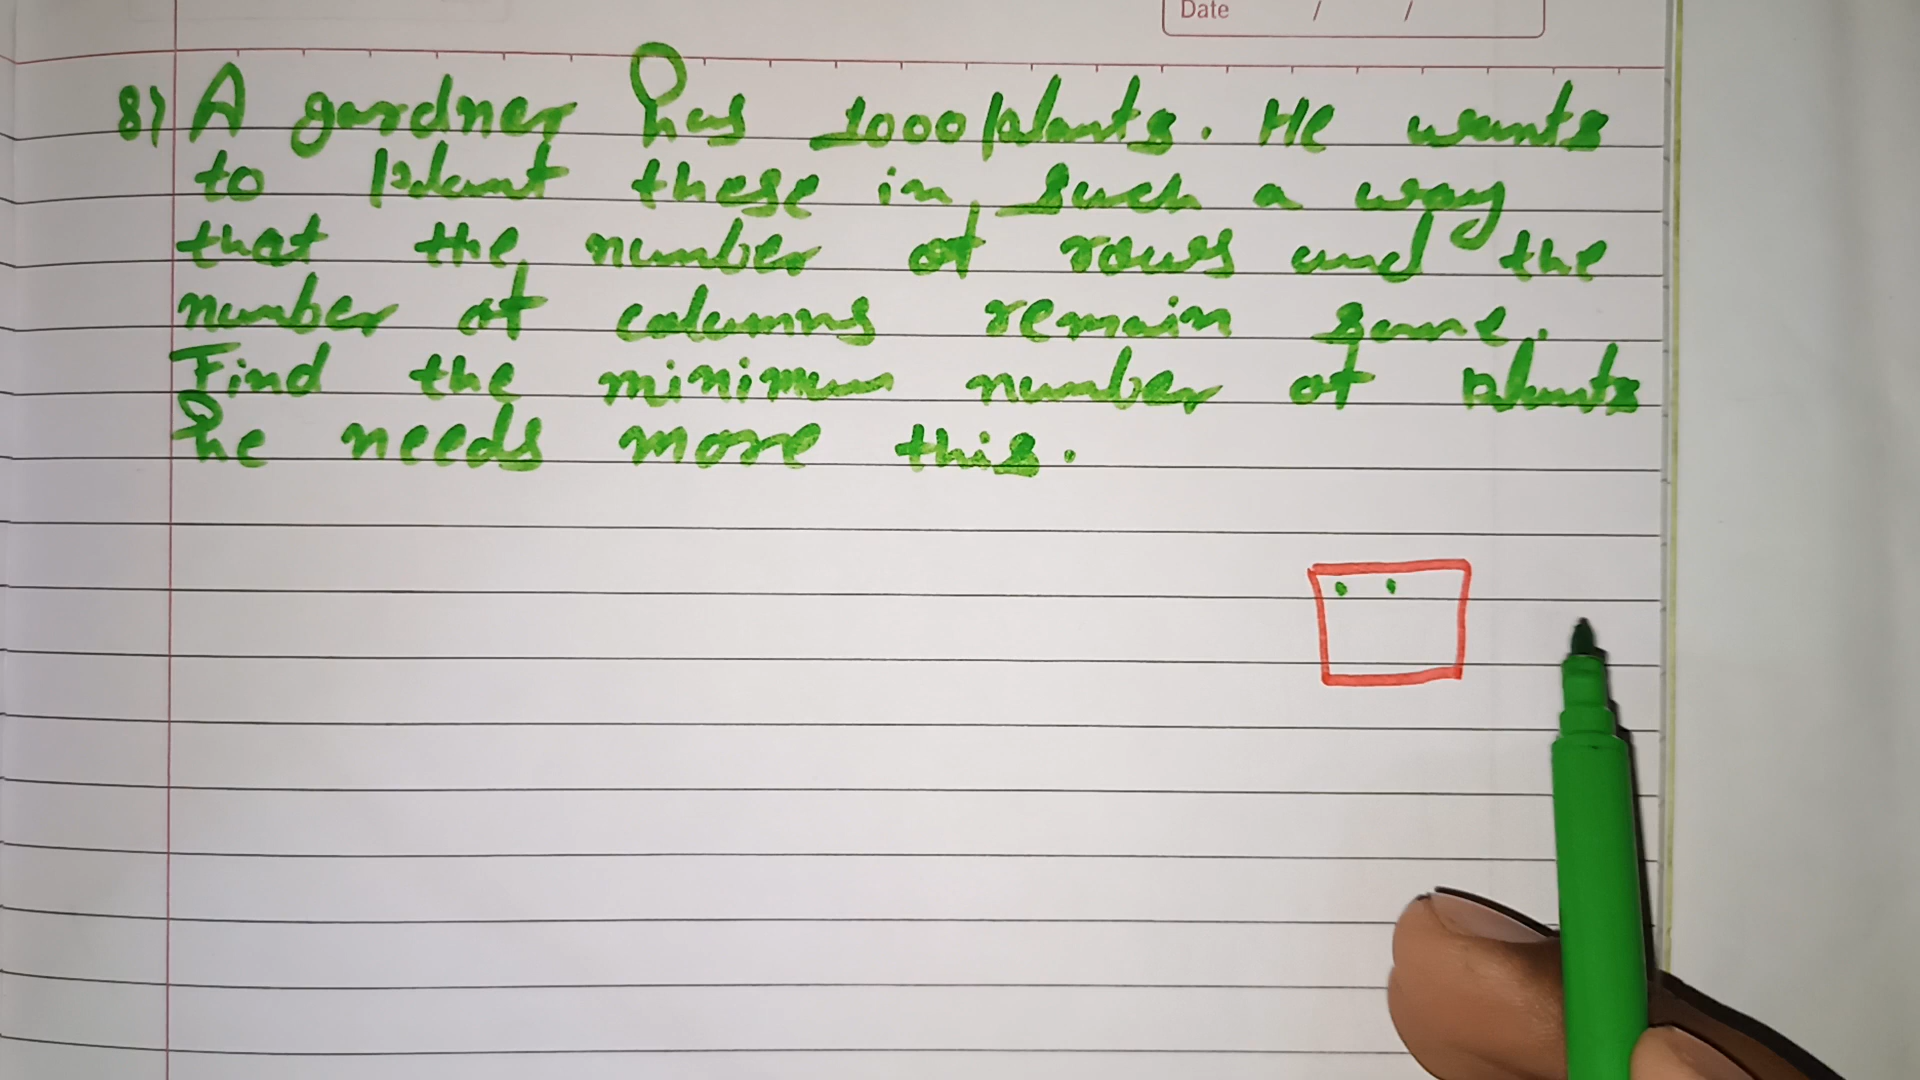 Date / /
8) A gardner has 1000 plants. He wants
to plant these in such a way
that the number of rows and the
number of columns remain same.
Find the minimum number of plants
he needs more this.